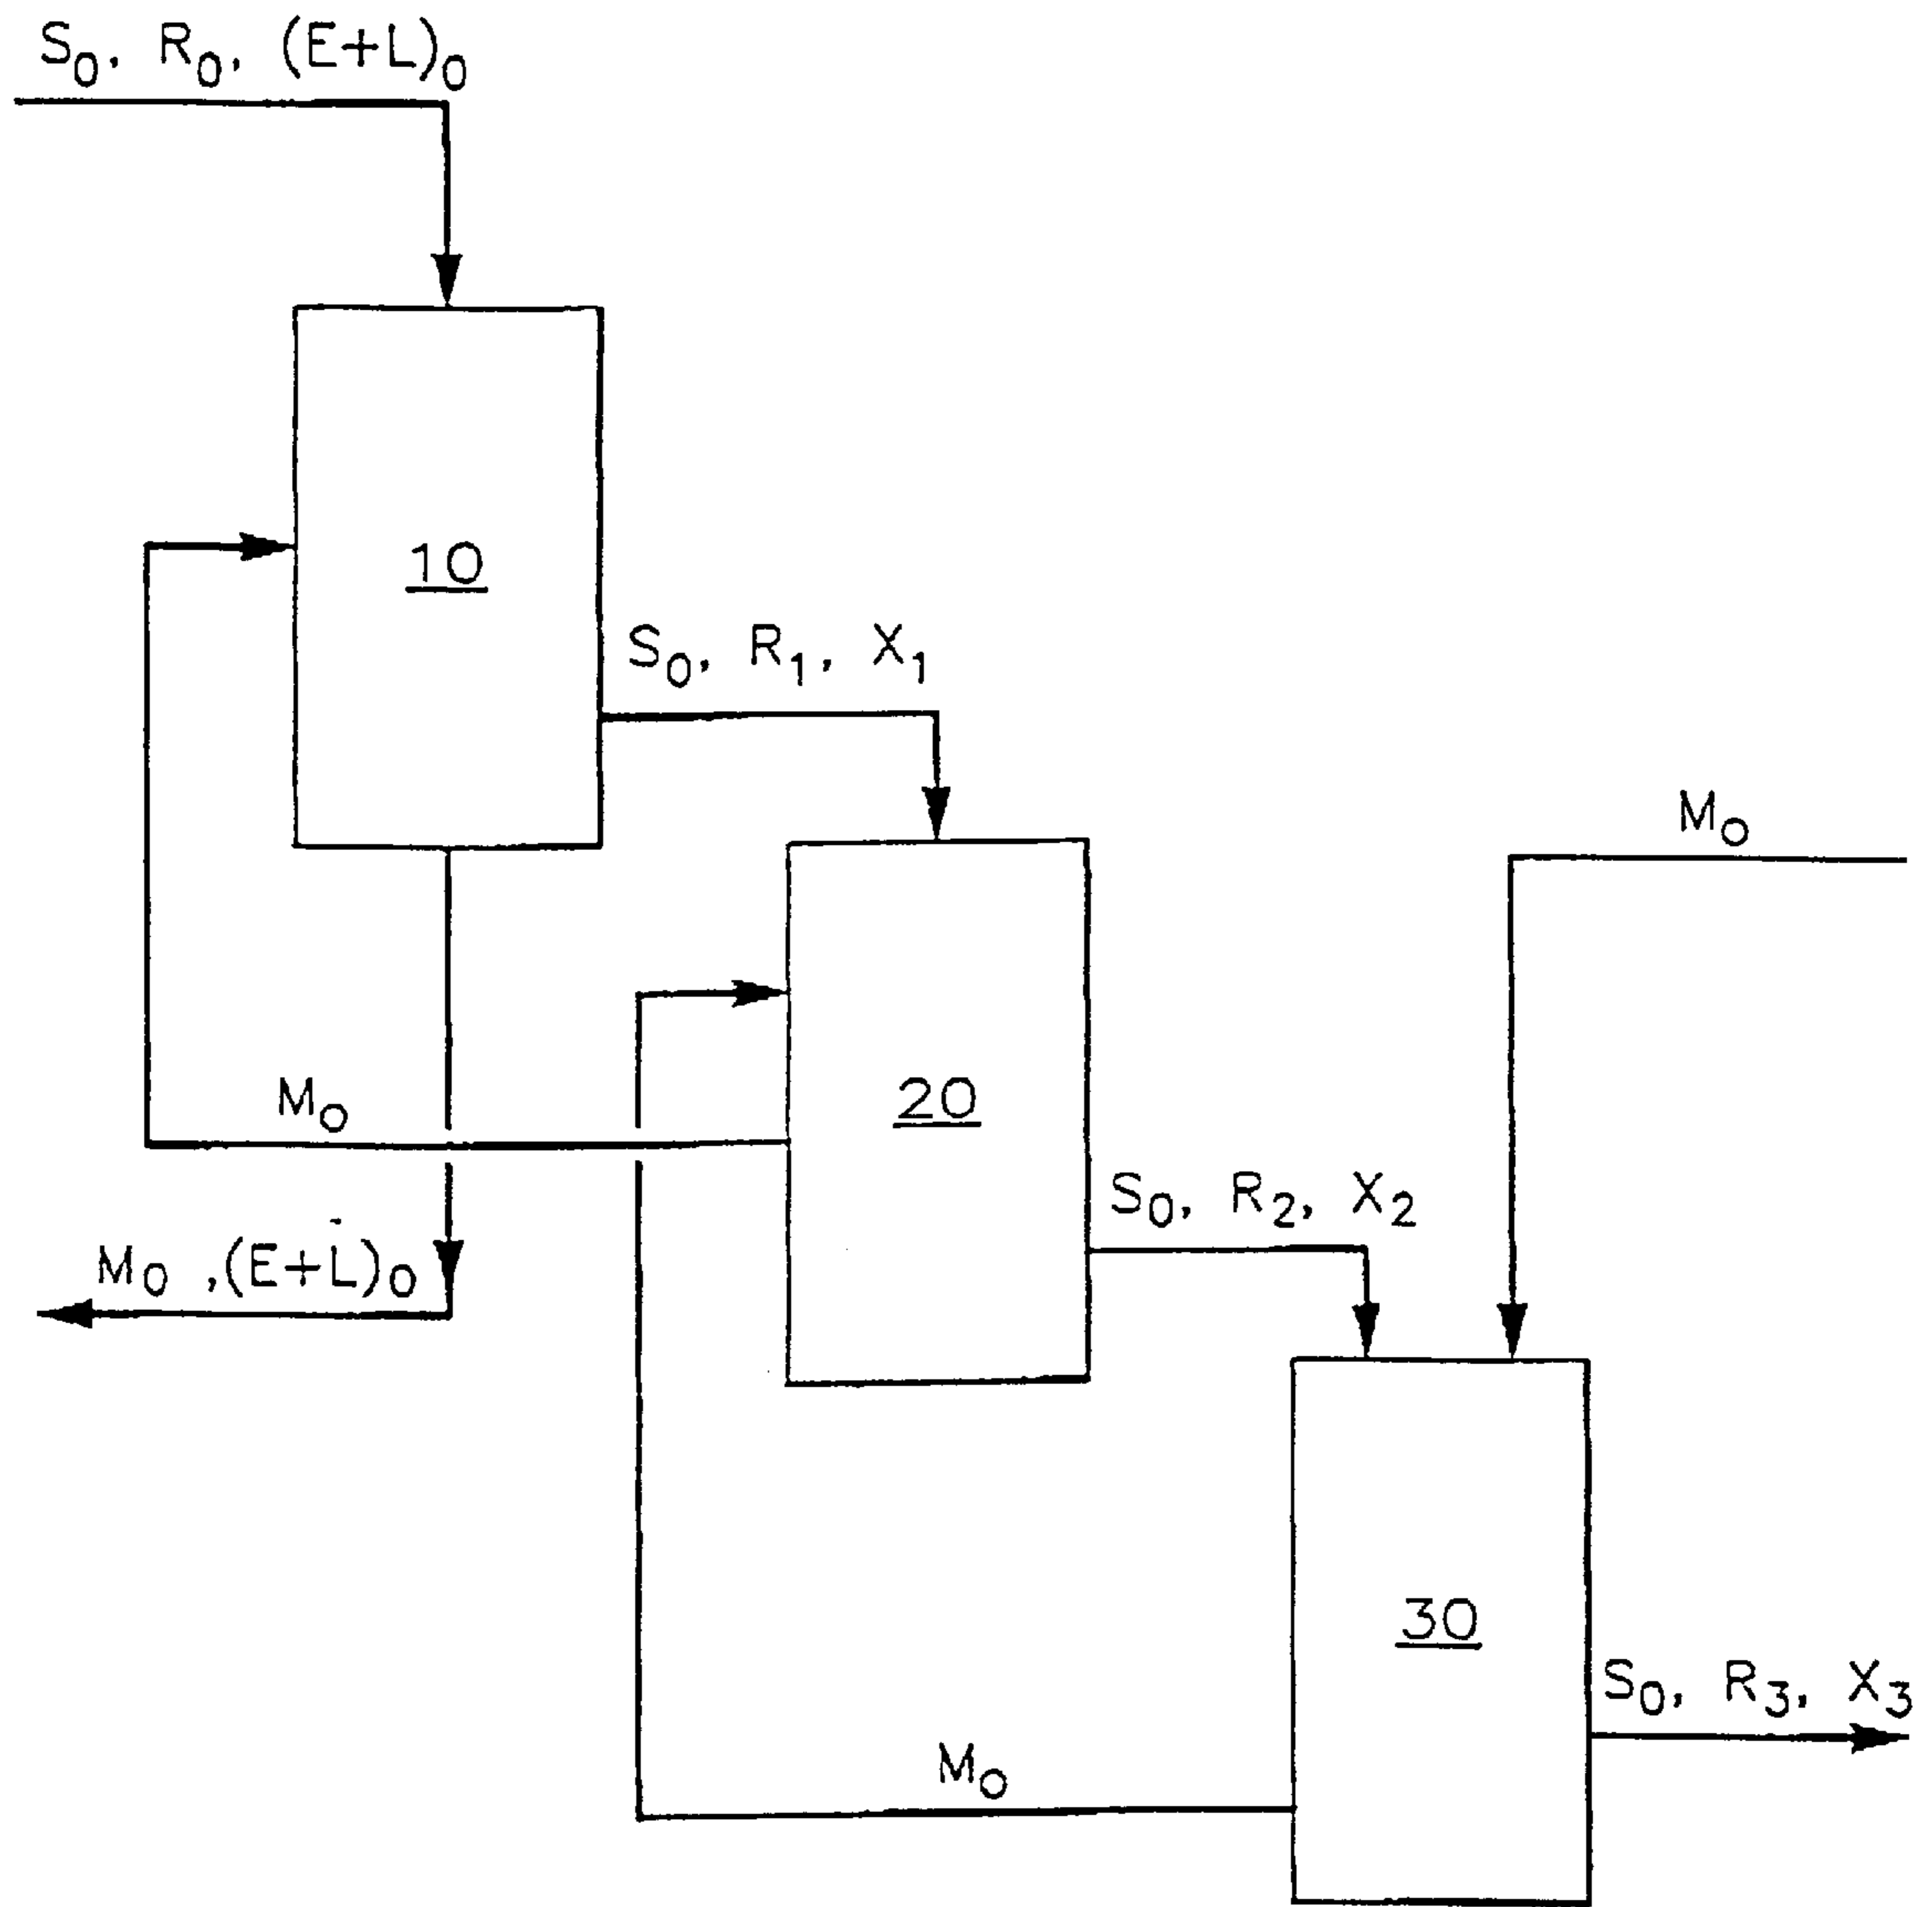 S₀, R₀, (E+L)₀
10
S₀, R₁, X₁
M₀
20
M₀
S₀, R₂, X₂
M₀ ,(E+L)₀
30
S₀, R₃, X₃
M₀